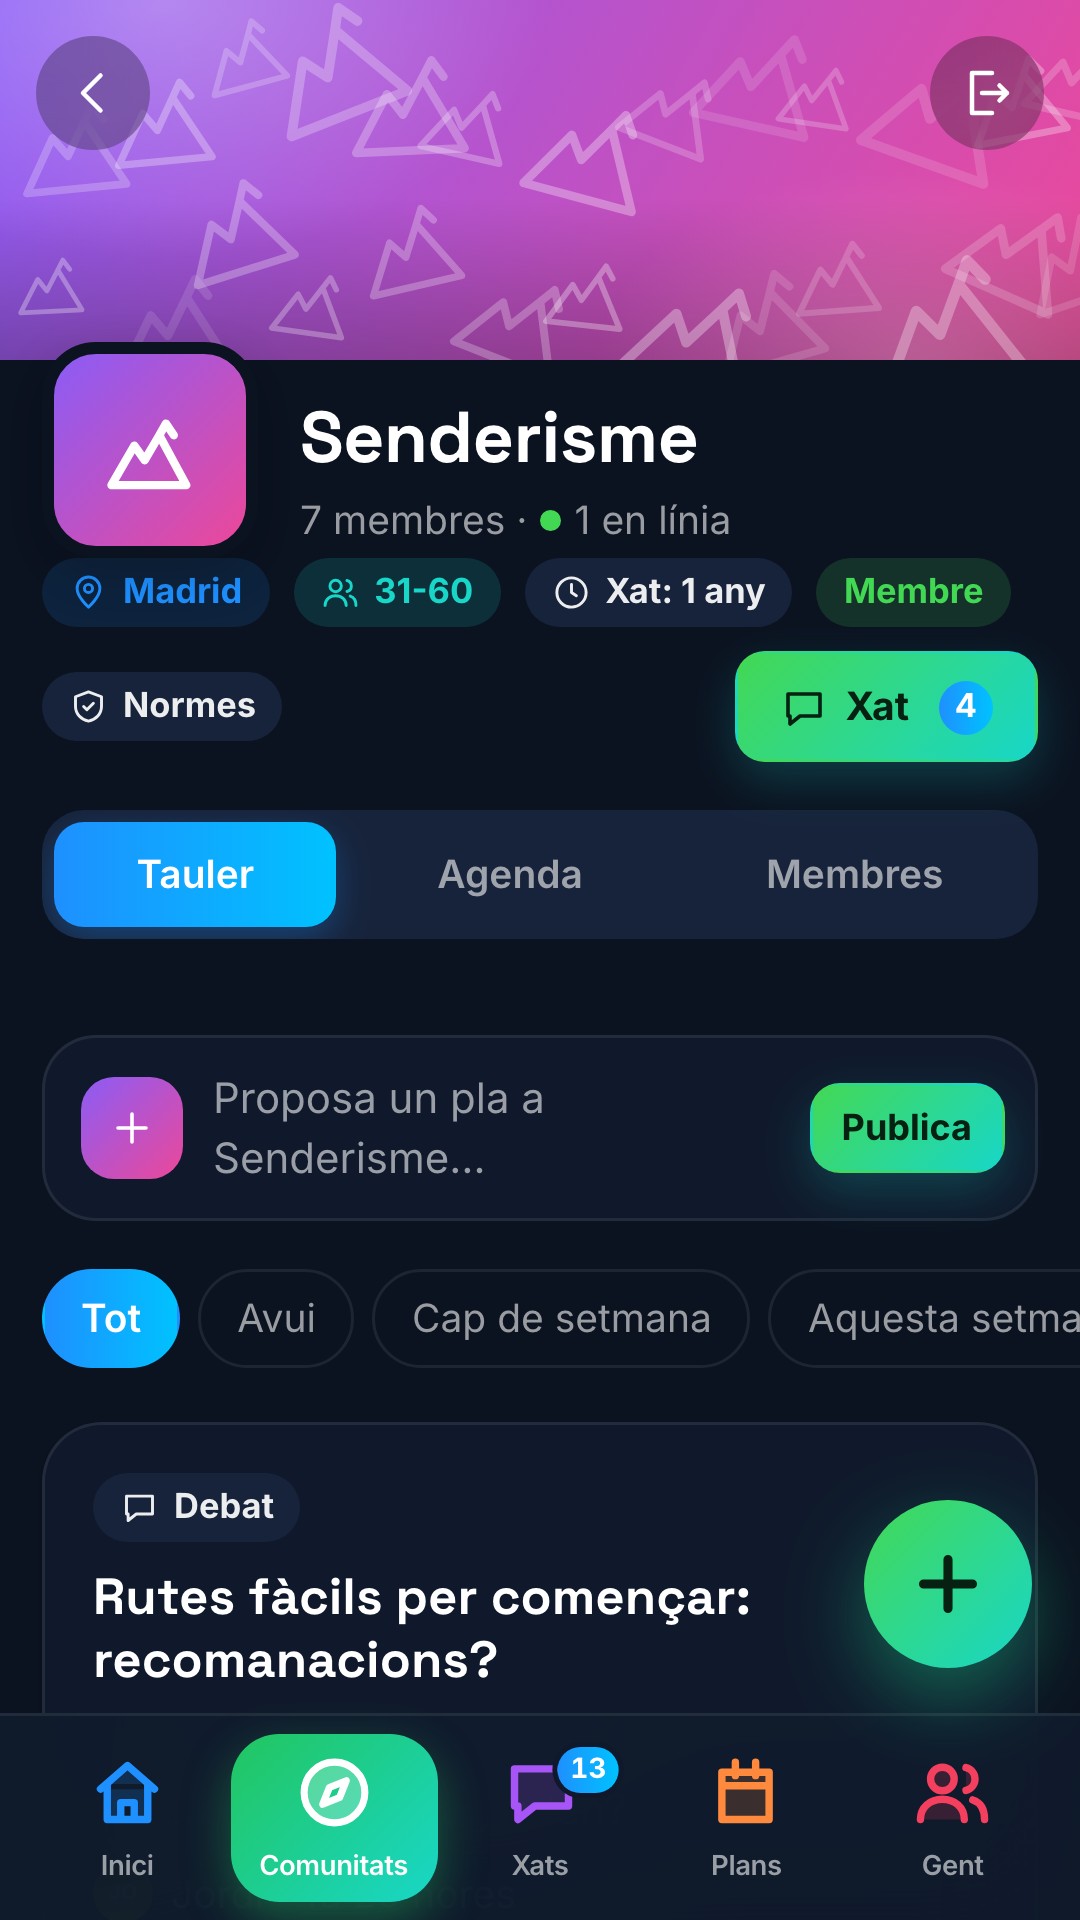 Senderisme
7 membres · 1 en línia
Madrid
31-60
Xat: 1 any
Membre
Normes
Xat 4
Tauler
Agenda
Membres
Proposa un pla a
Senderisme...
Publica
Tot
Avui
Cap de setmana
Aquesta setma
Debat
Rutes fàcils per començar:
recomanacions?
13
Inici
Comunitats
Xats
Plans
Gent